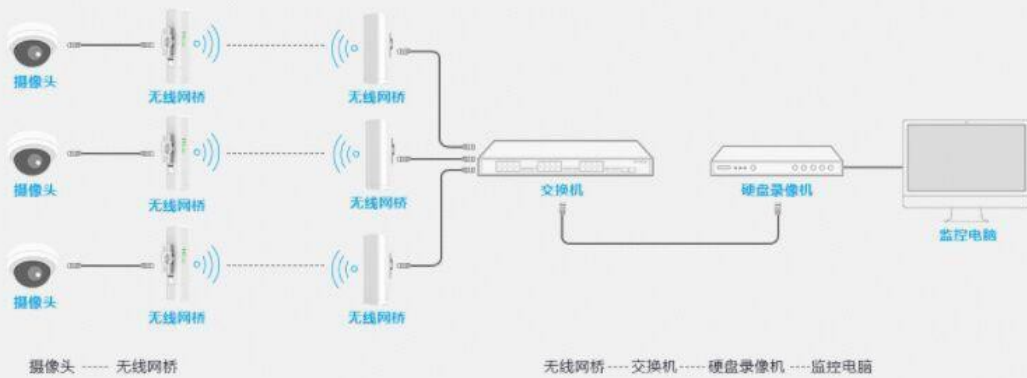 摄像头
无线网桥
无线网桥
摄像头
无线网桥
无线网桥
交换机
硬盘录像机
监控电脑
摄像头
无线网桥
无线网桥
摄像头 ----- 无线网桥
无线网桥-----交换机-----硬盘录像机 ----监控电脑